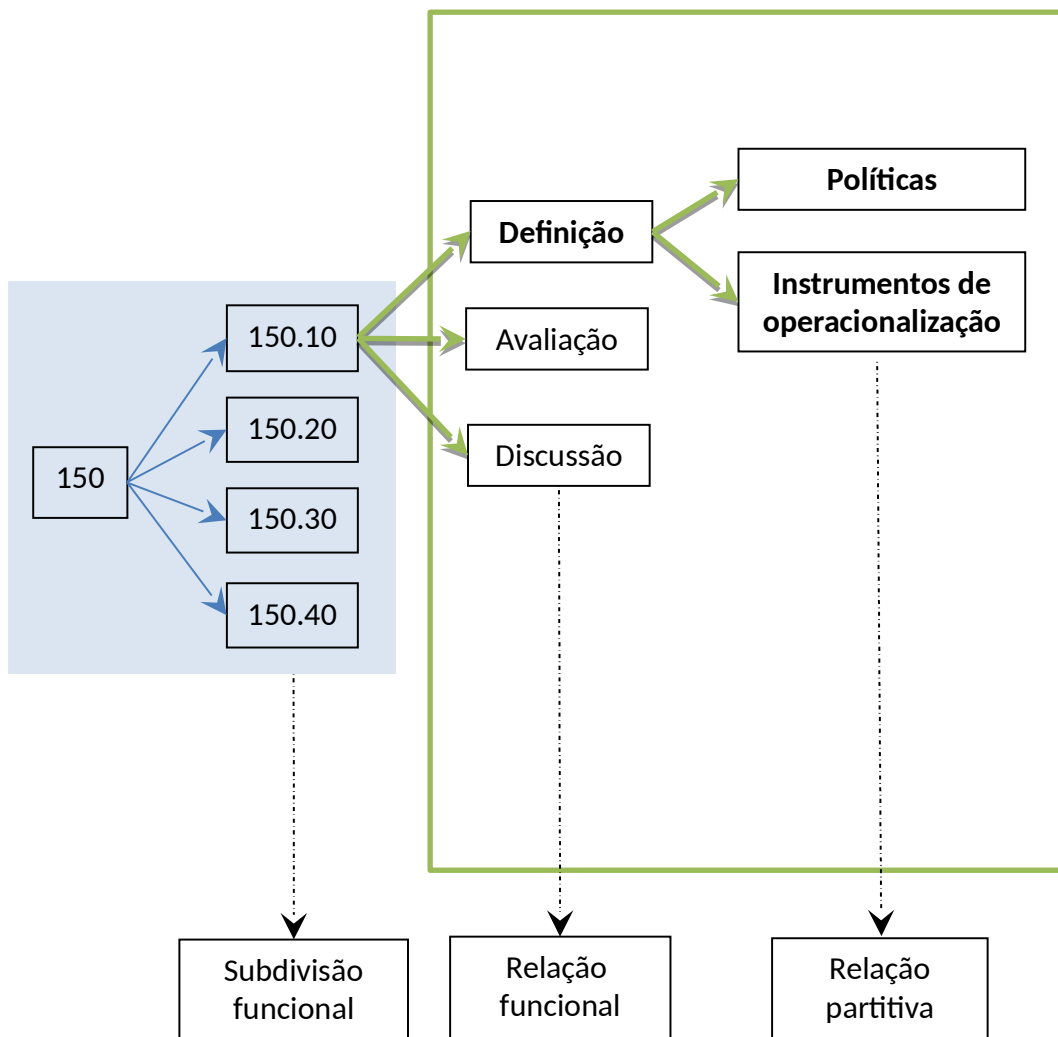 150
150.10
150.20
150.30
150.40
Definição
Avaliação
Discussão
Políticas
Instrumentos de
operacionalização
Subdivisão
funcional
Relação
funcional
Relação
partitiva